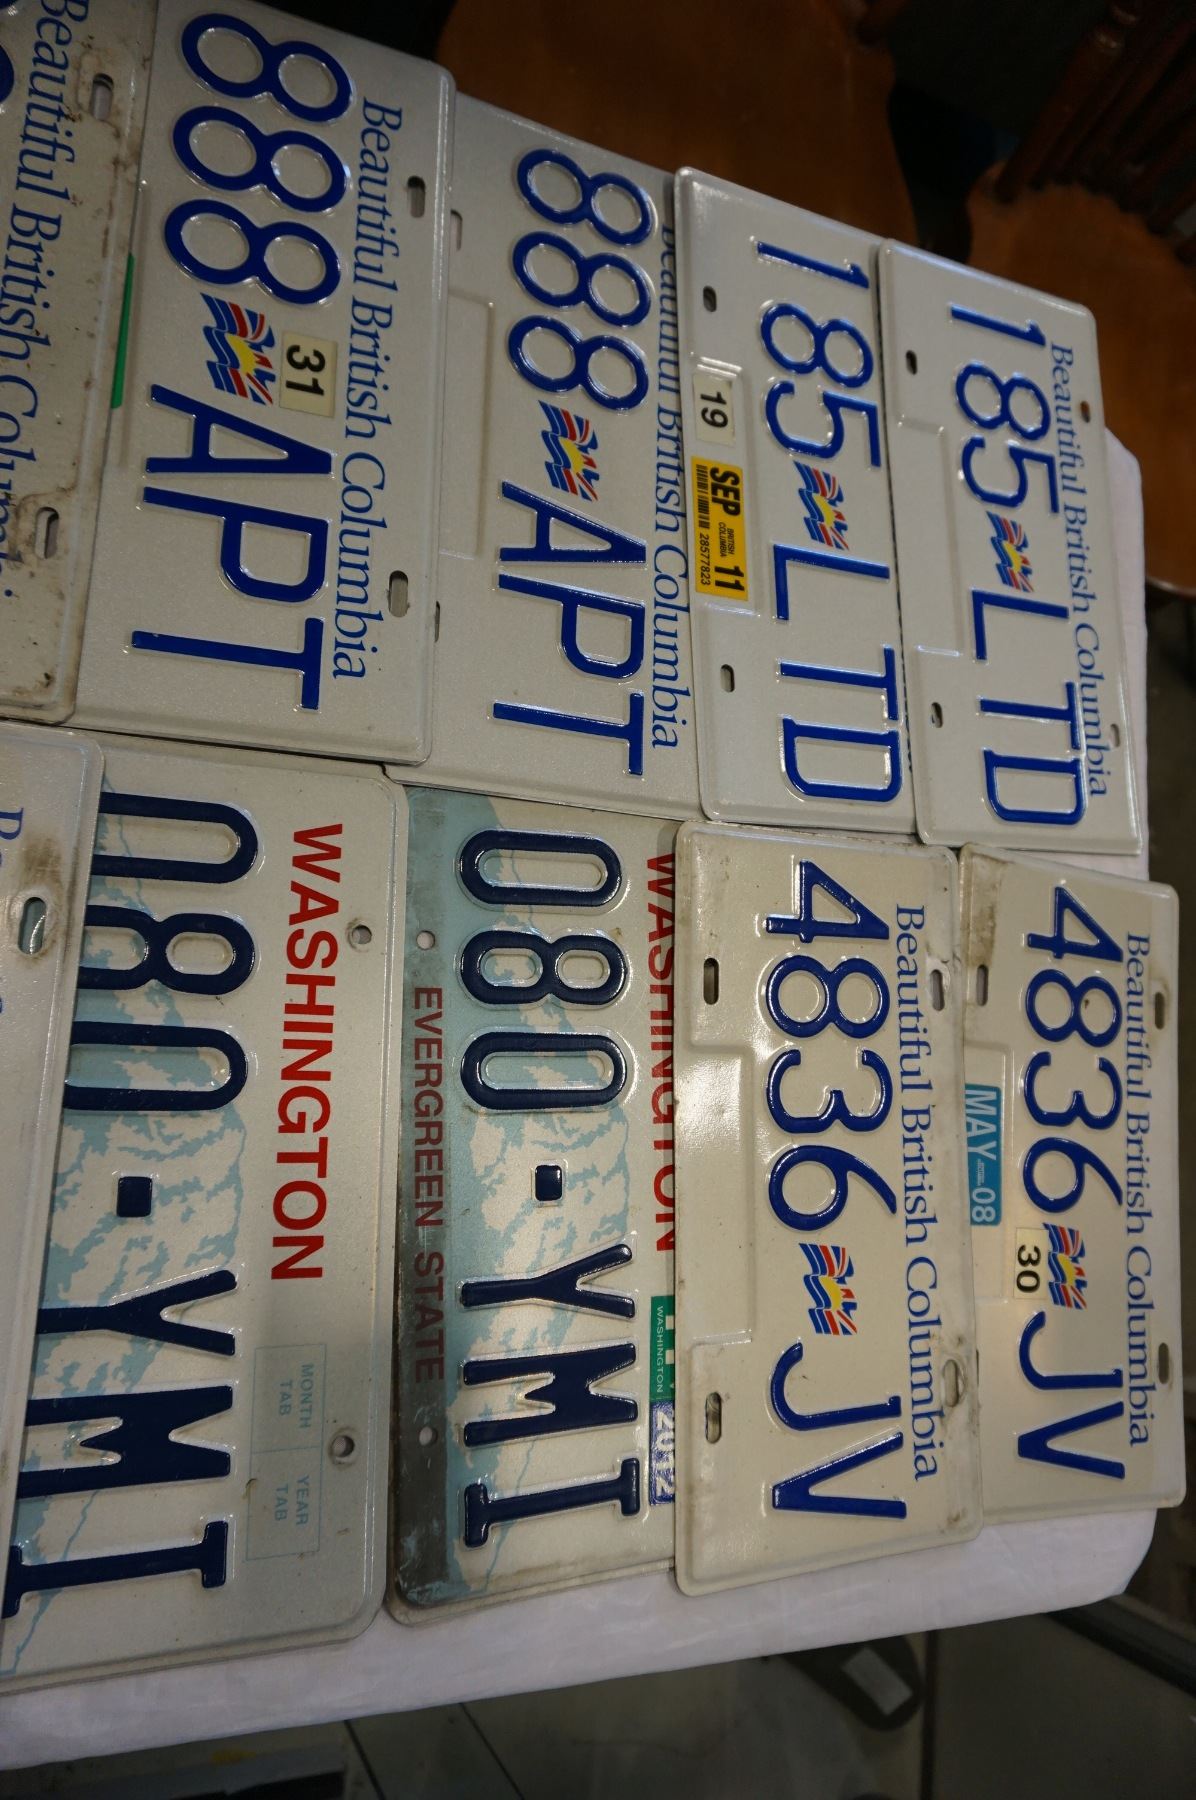 Beautiful British Columbia
185 LTD
185 LTD
19
SEP 11
BRITISH COLUMBIA
28577823
Beautiful British Columbia
888 APT
Beautiful British Columbia
31
888 APT
Beautiful British
Beautiful British Columbia
4836 JV
MAY 08
30
Beautiful British Columbia
4836 JV
WASHINGTON
WASHINGTON
2012
080-YMI
EVERGREEN STATE
WASHINGTON
MONTH TAB
YEAR TAB
080-YMI